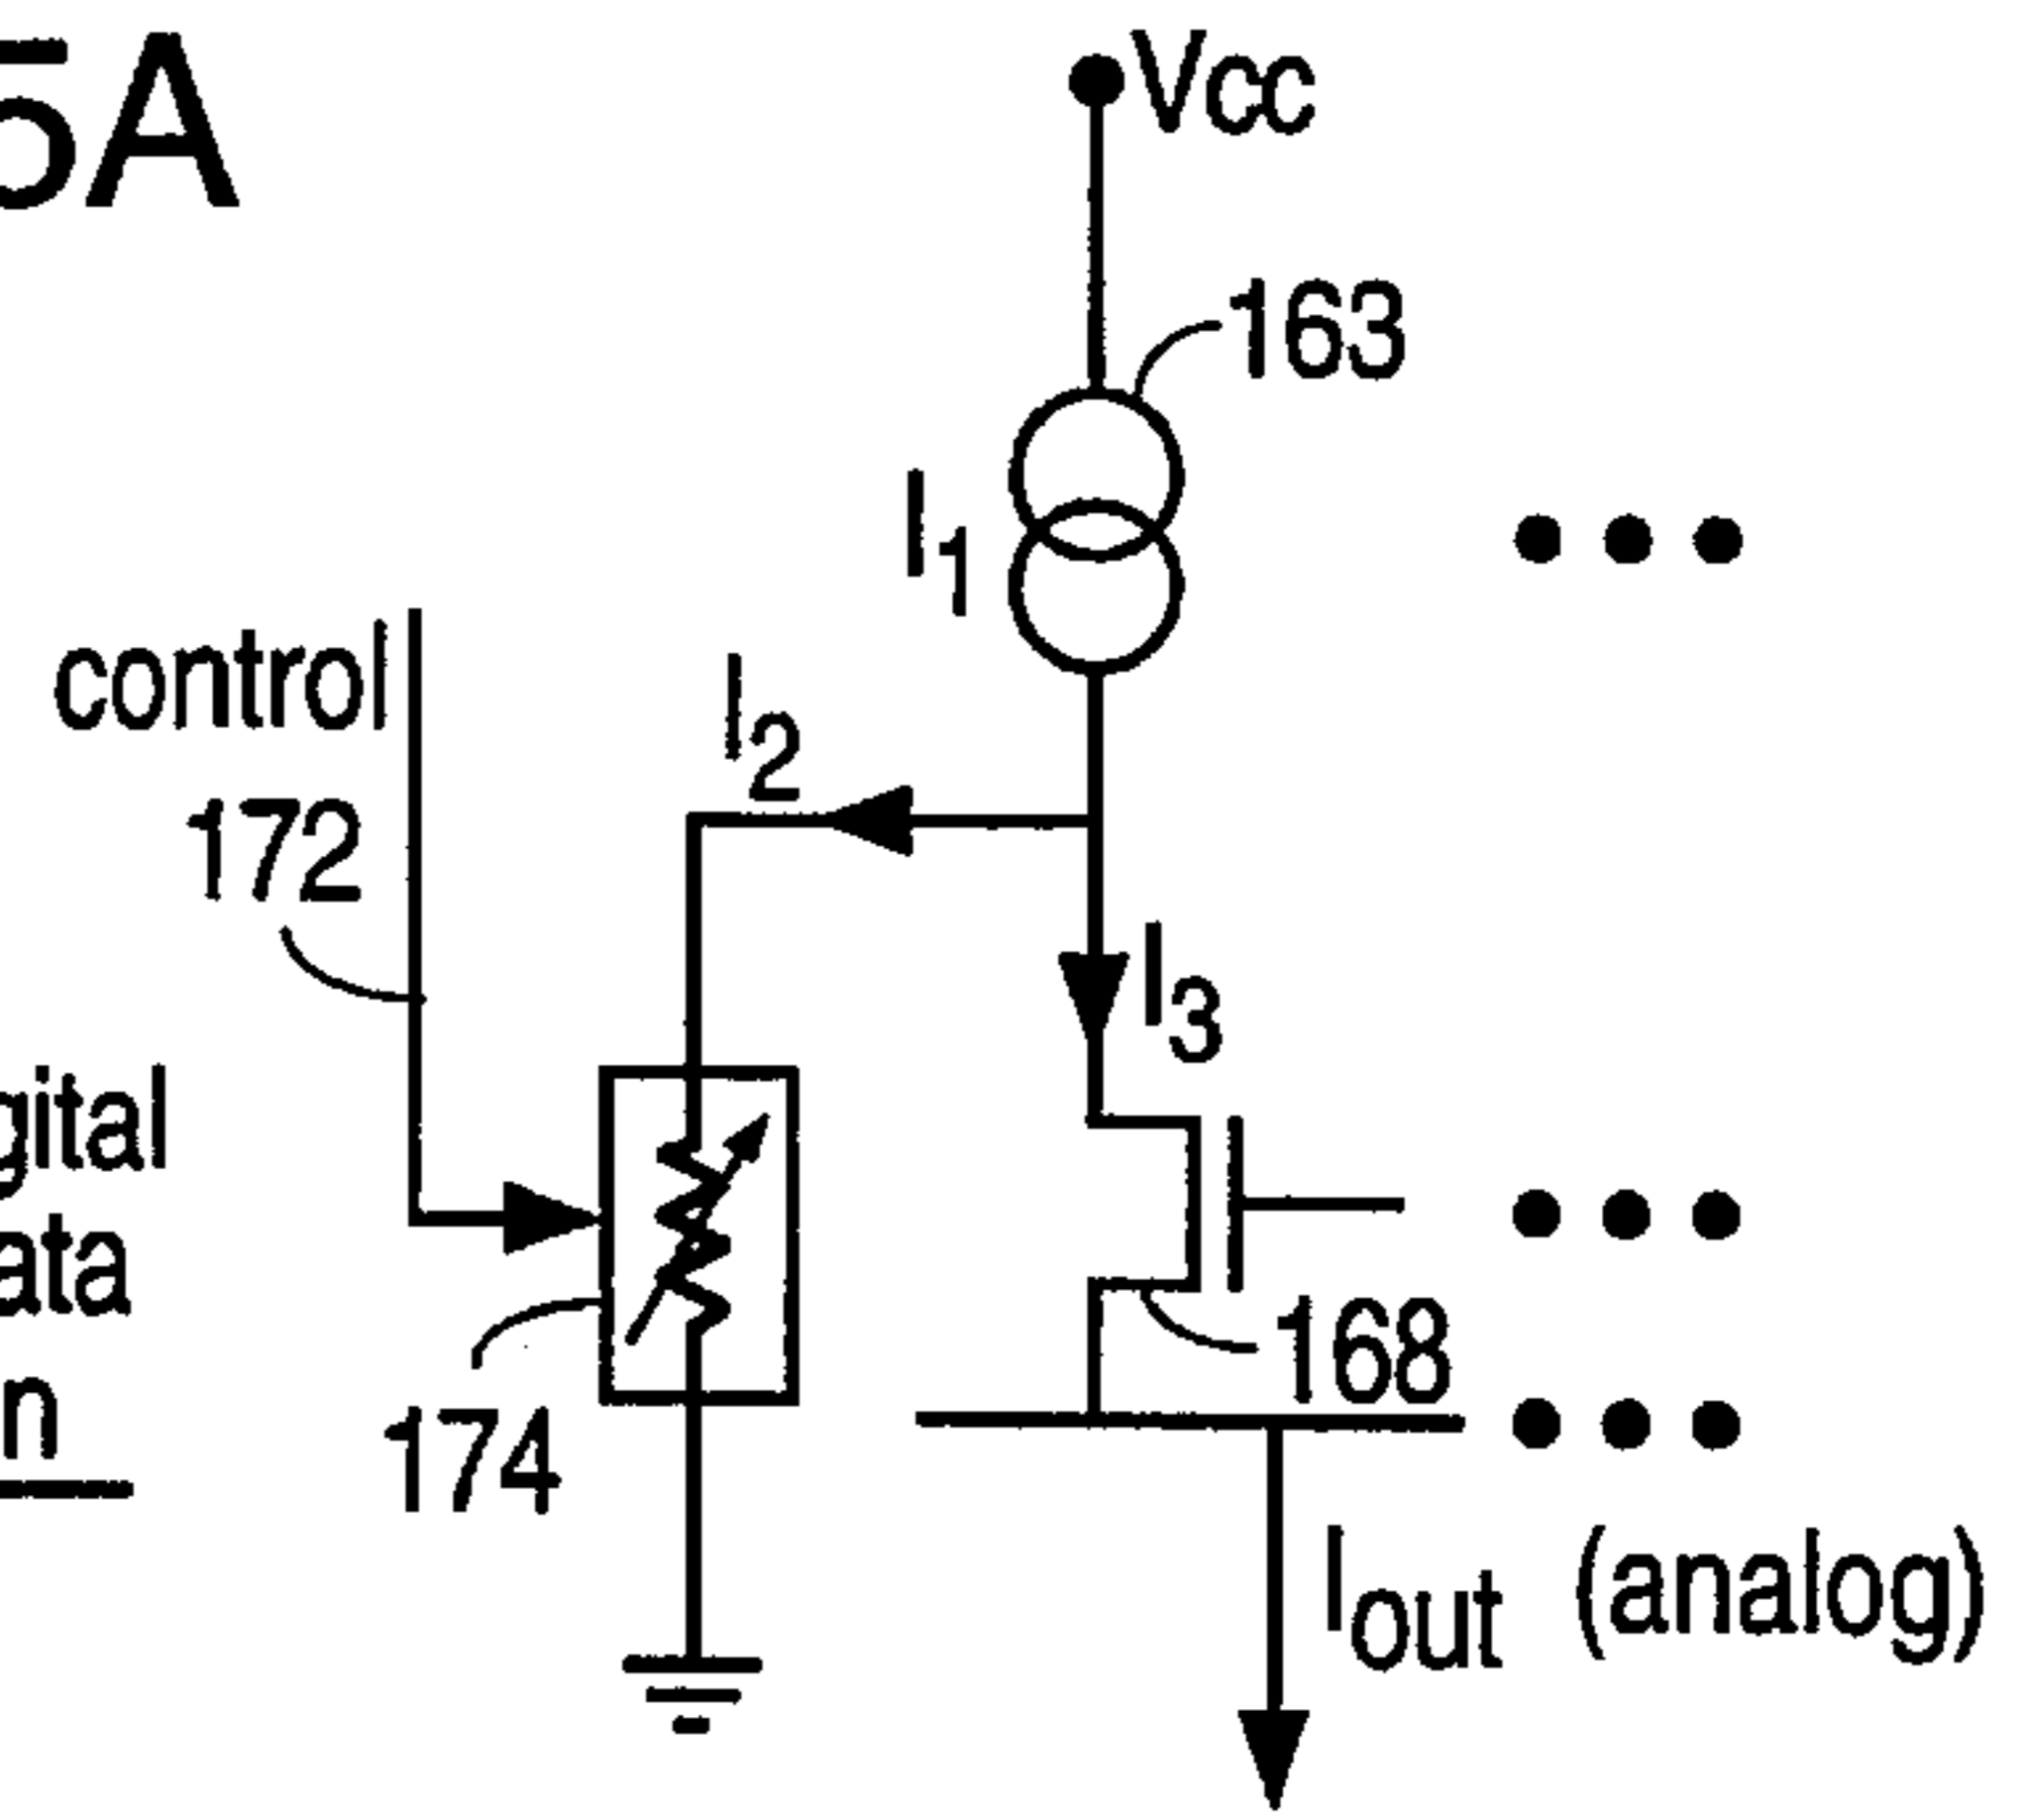 5A
Vcc
163
I1
control
I2
172
I3
gital
ata
n
168
174
Iout (analog)